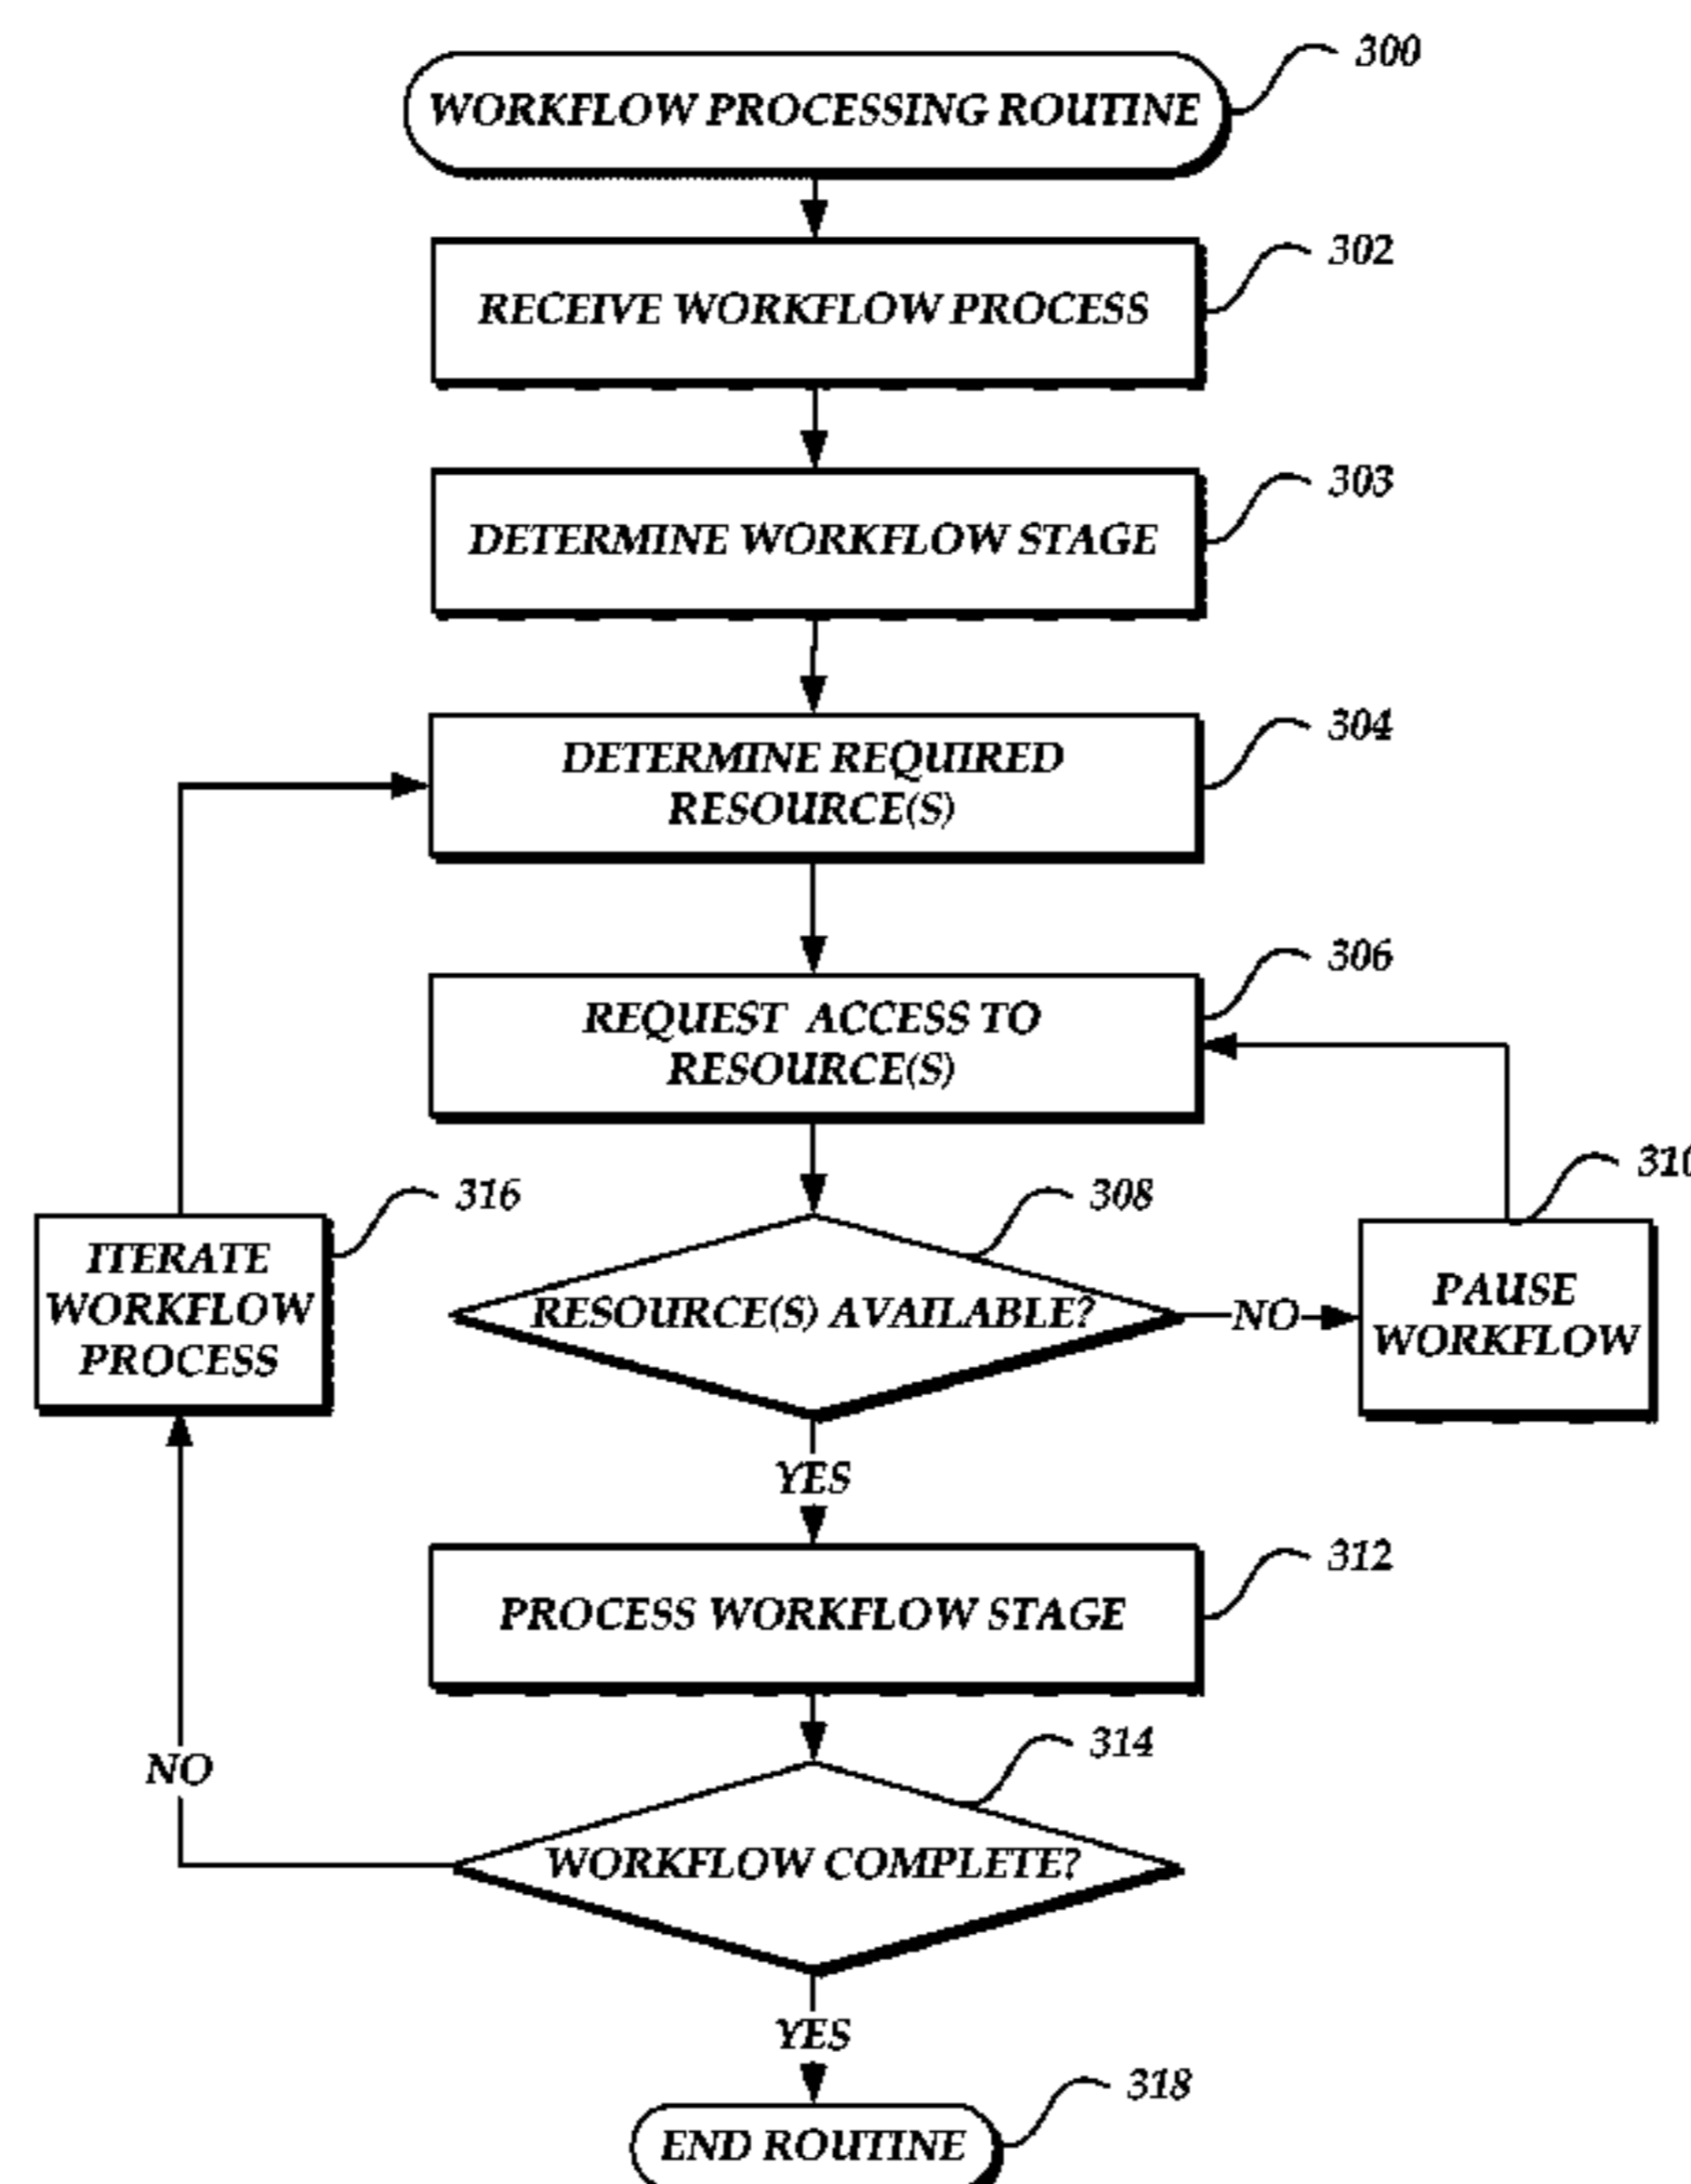 300
WORKFLOW PROCESSING ROUTINE
302
RECEIVE WORKFLOW PROCESS
303
DETERMINE WORKFLOW STAGE
304
DETERMINE REQUIRED
RESOURCE(S)
306
REQUEST ACCESS TO
RESOURCE(S)
308
RESOURCE(S) AVAILABLE?
NO
310
PAUSE
WORKFLOW
316
ITERATE
WORKFLOW
PROCESS
YES
312
PROCESS WORKFLOW STAGE
314
WORKFLOW COMPLETE?
NO
YES
318
END ROUTINE